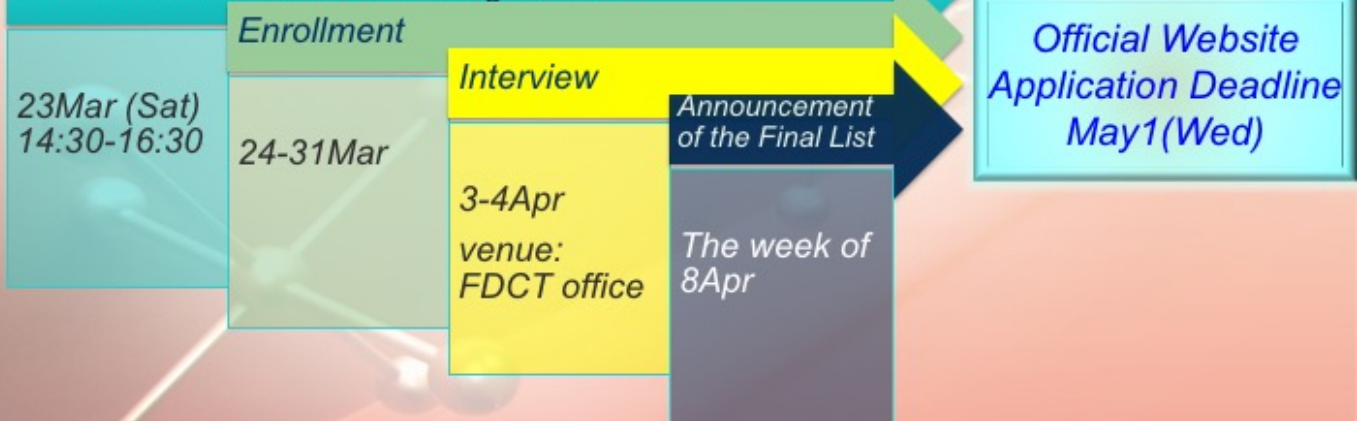 23Mar (Sat)
14:30-16:30
Enrollment
24-31Mar
Interview
3-4Apr
venue:
FDCT office
Announcement
of the Final List
The week of
8Apr
Official Website
Application Deadline
May1(Wed)